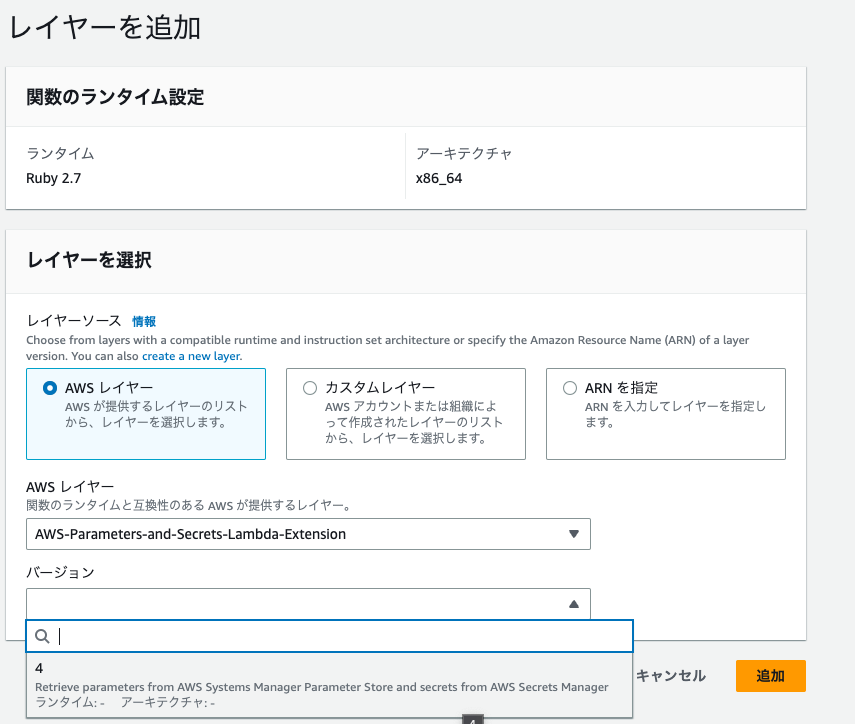 レイヤーを追加
関数のランタイム設定
ランタイム
アーキテクチャ
Ruby 2.7
x86_64
レイヤーを選択
レイヤーソース 情報
Choose from layers with a compatible runtime and instruction set architecture or specify the Amazon Resource Name (ARN) of a layer
version. You can also create a new layer.
AWS レイヤー
AWS が提供するレイヤーのリスト
から、レイヤーを選択します。
カスタムレイヤー
AWS アカウントまたは組織によ
って作成されたレイヤーのリスト
から、レイヤーを選択します。
ARN を指定
ARN を入力してレイヤーを指定し
ます。
AWS レイヤー
関数のランタイムと互換性のある AWS が提供するレイヤー。
AWS-Parameters-and-Secrets-Lambda-Extension
バージョン
4
Retrieve parameters from AWS Systems Manager Parameter Store and secrets from AWS Secrets Manager
ランタイム: - アーキテクチャ: -
キャンセル
追加
4